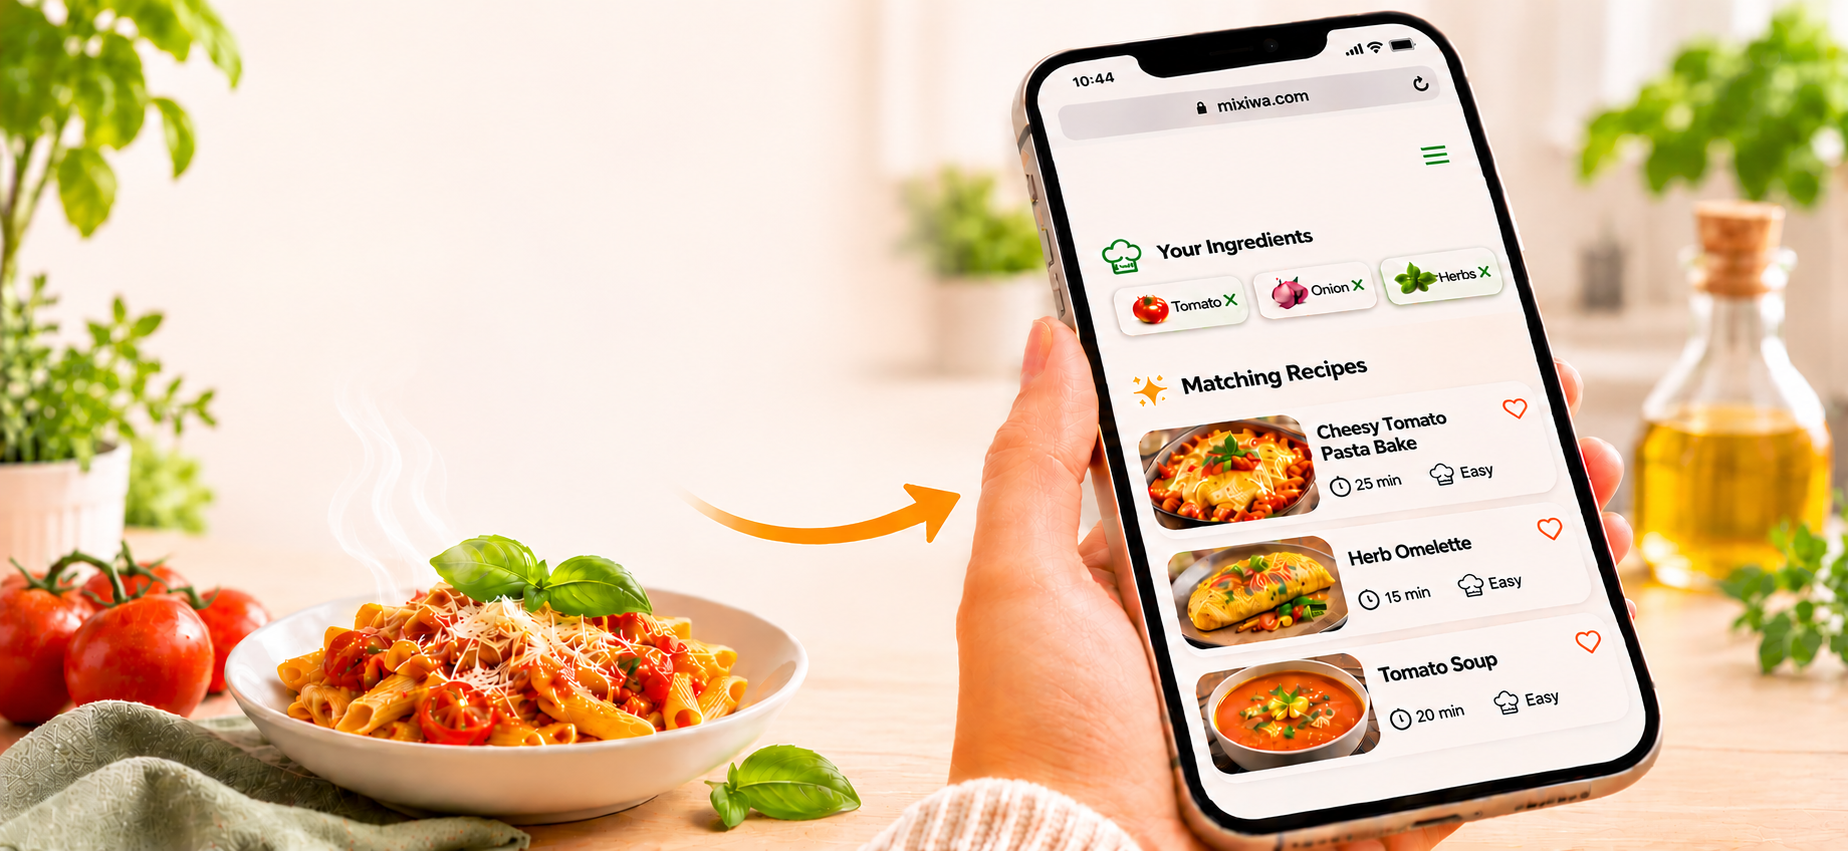 10:44
mixiwa.com
Your Ingredients
Tomato X
Onion X
Herbs X
Matching Recipes
Cheesy Tomato
Pasta Bake
25 min Easy
Herb Omelette
15 min Easy
Tomato Soup
20 min Easy